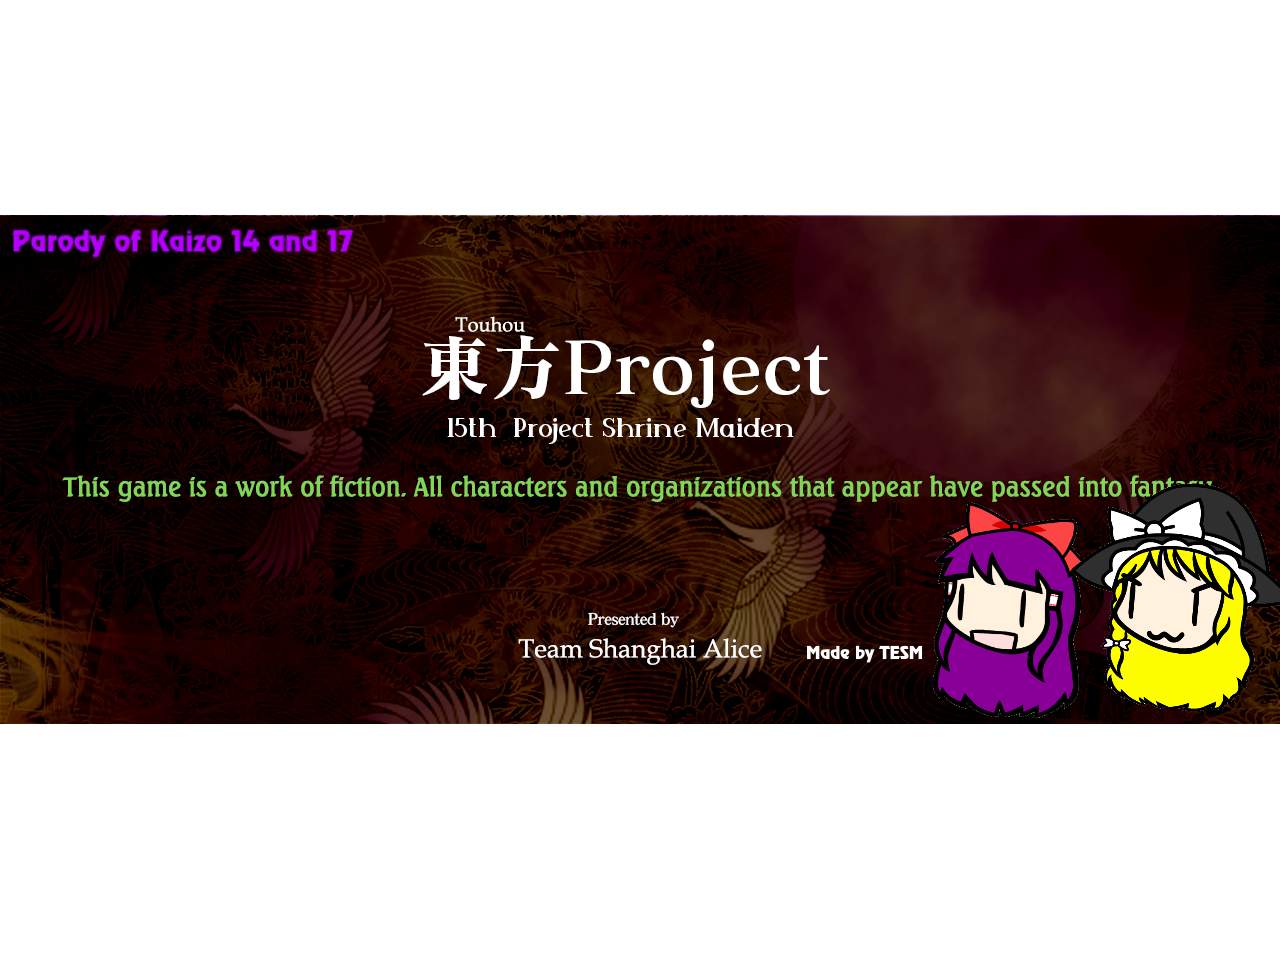 Parody of Kaizo 14 and 17
Touhou
東方Project
15th Project Shrine Maiden
This game is a work of fiction. All characters and organizations that appear have passed into fantasy.
Presented by
Team Shanghai Alice
Made by TESM